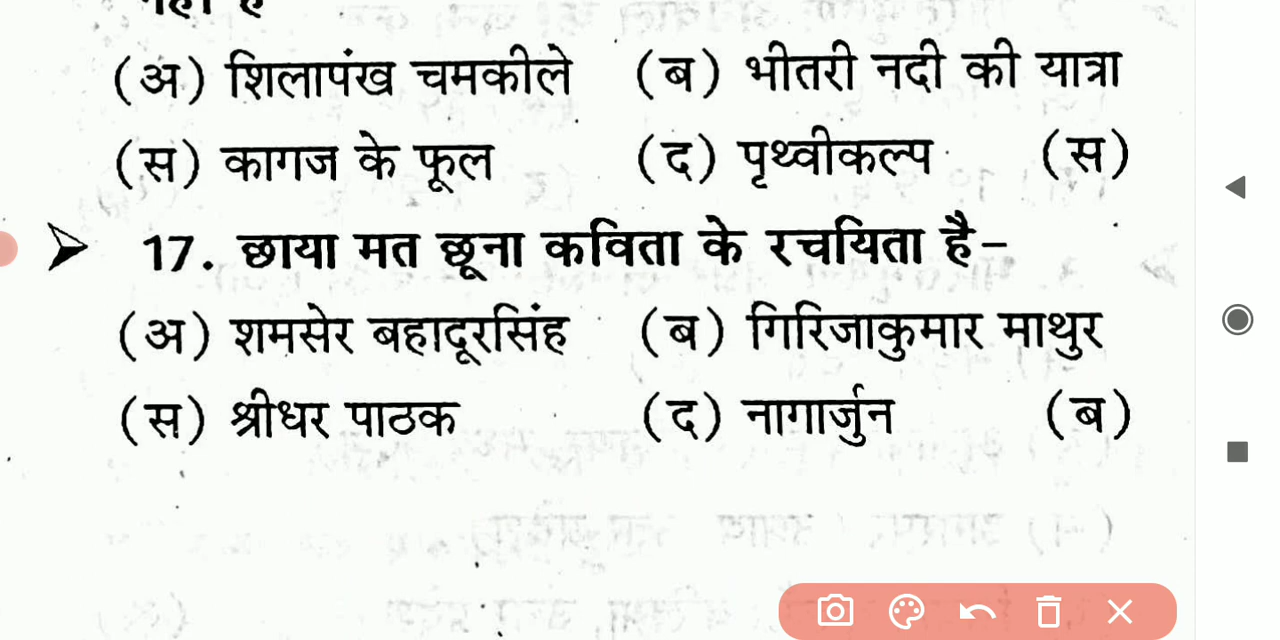 (अ) शिलापंख चमकीले (ब) भीतरी नदी की यात्रा
(स) कागज के फूल (द) पृथ्वीकल्प (स)
17. छाया मत छूना कविता के रचयिता है-
(अ) शमसेर बहादूरसिंह (ब) गिरिजाकुमार माथुर
(स) श्रीधर पाठक (द) नागार्जुन (ब)